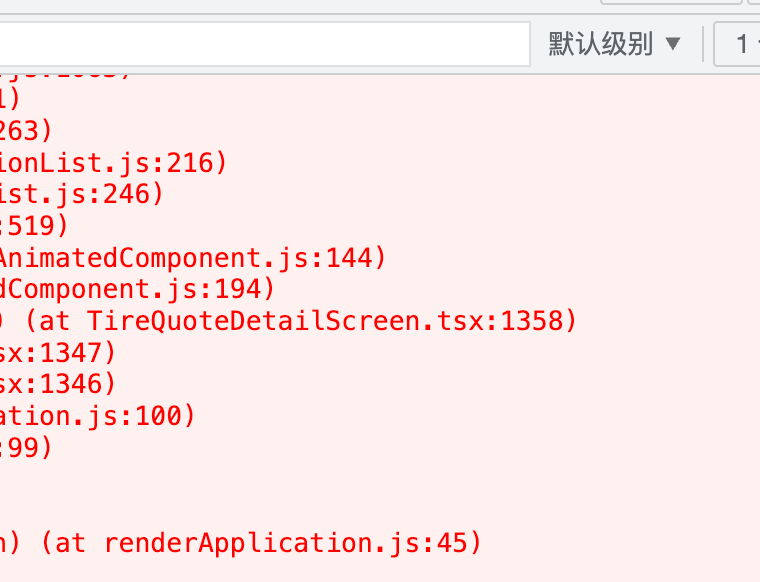 默认级别 ▼
1
1)
263)
ionList.js:216)
ist.js:246)
:519)
AnimatedComponent.js:144)
dComponent.js:194)
) (at TireQuoteDetailScreen.tsx:1358)
sx:1347)
sx:1346)
ation.js:100)
:99)
n) (at renderApplication.js:45)